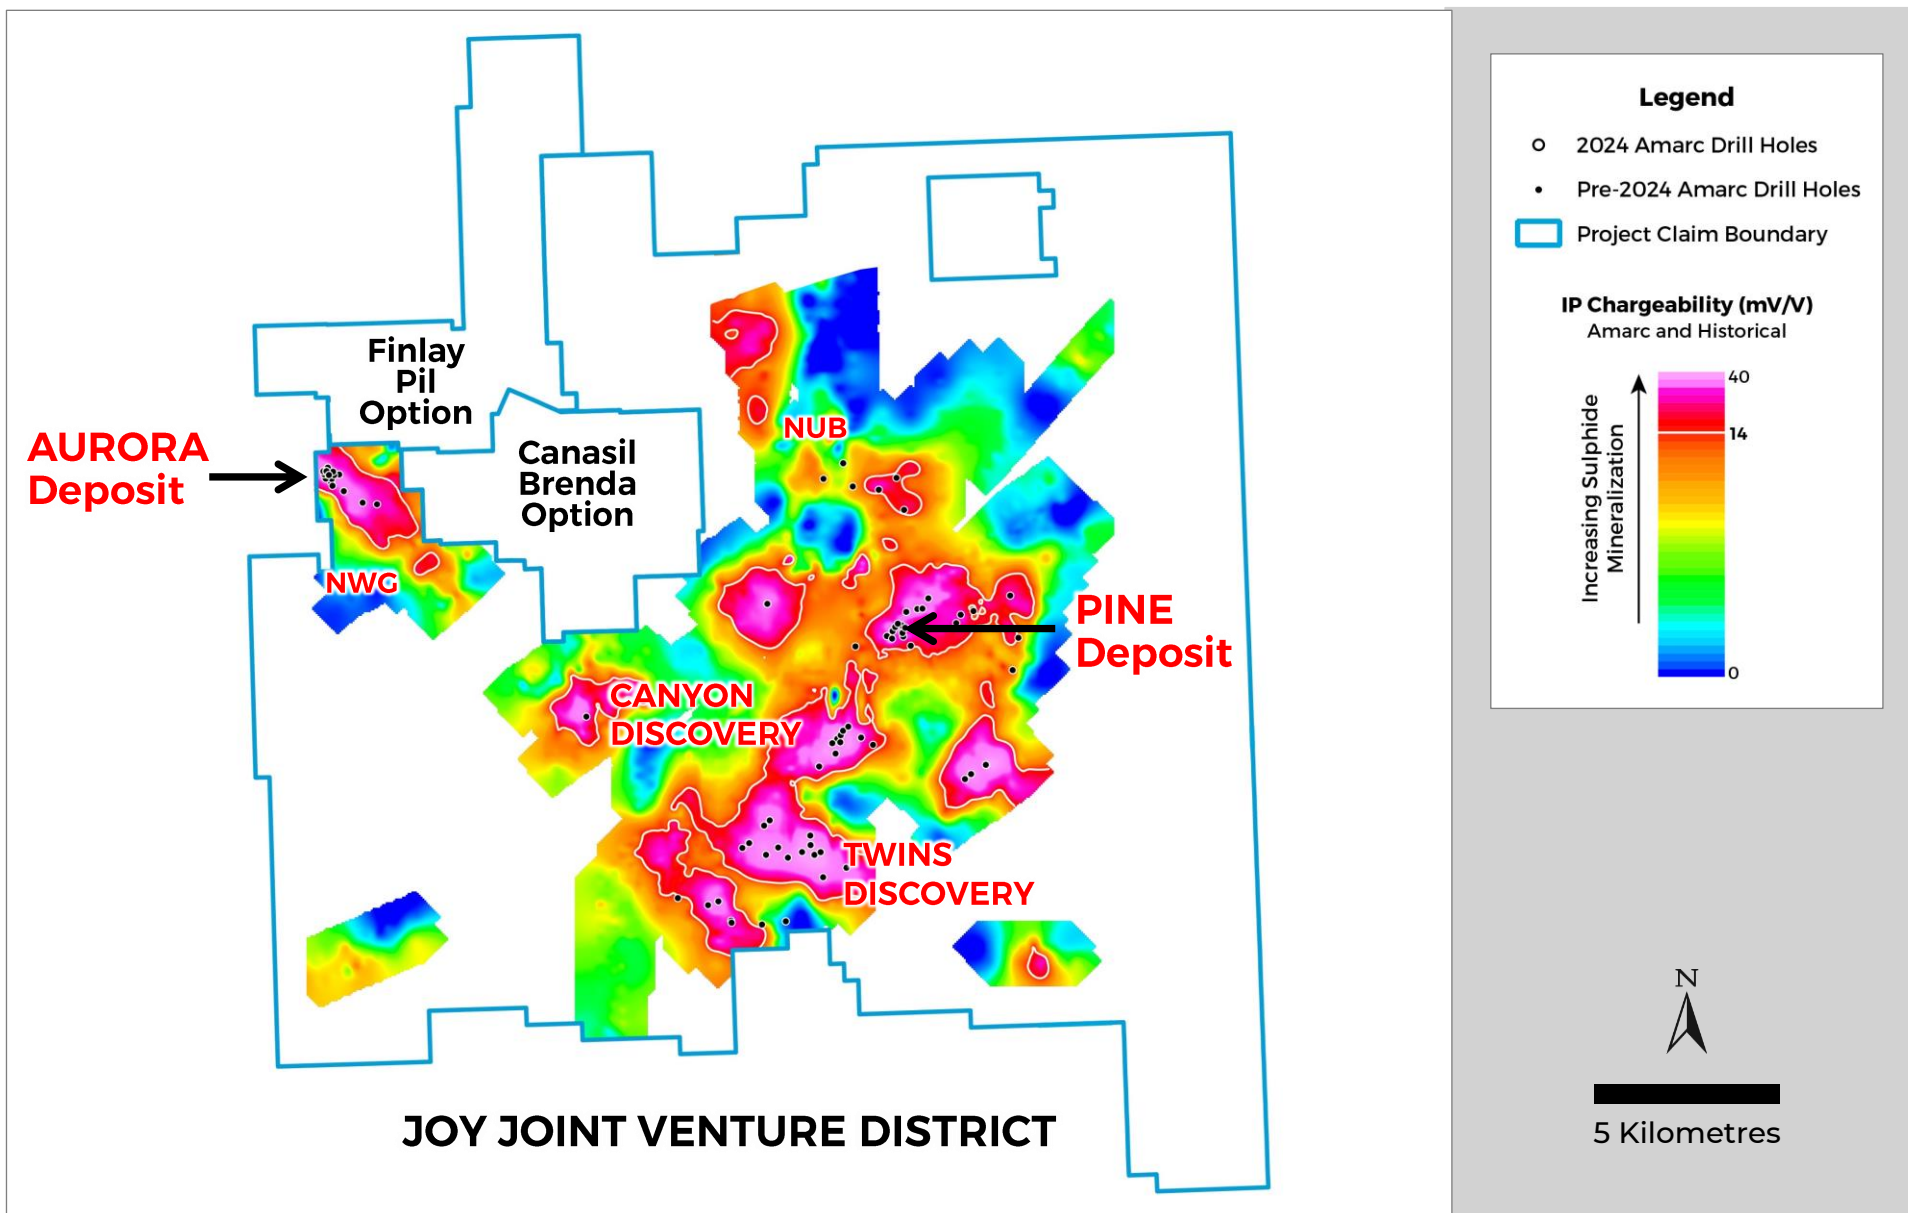 Finlay
Pil
Option
AURORA
Deposit
Canasil
Brenda
Option
NUB
NWG
PINE
Deposit
CANYON
DISCOVERY
TWINS
DISCOVERY
JOY JOINT VENTURE DISTRICT
Legend
2024 Amarc Drill Holes
Pre-2024 Amarc Drill Holes
Project Claim Boundary
IP Chargeability (mV/V)
Amarc and Historical
Increasing Sulphide
Mineralization
40
14
0
N
5 Kilometres